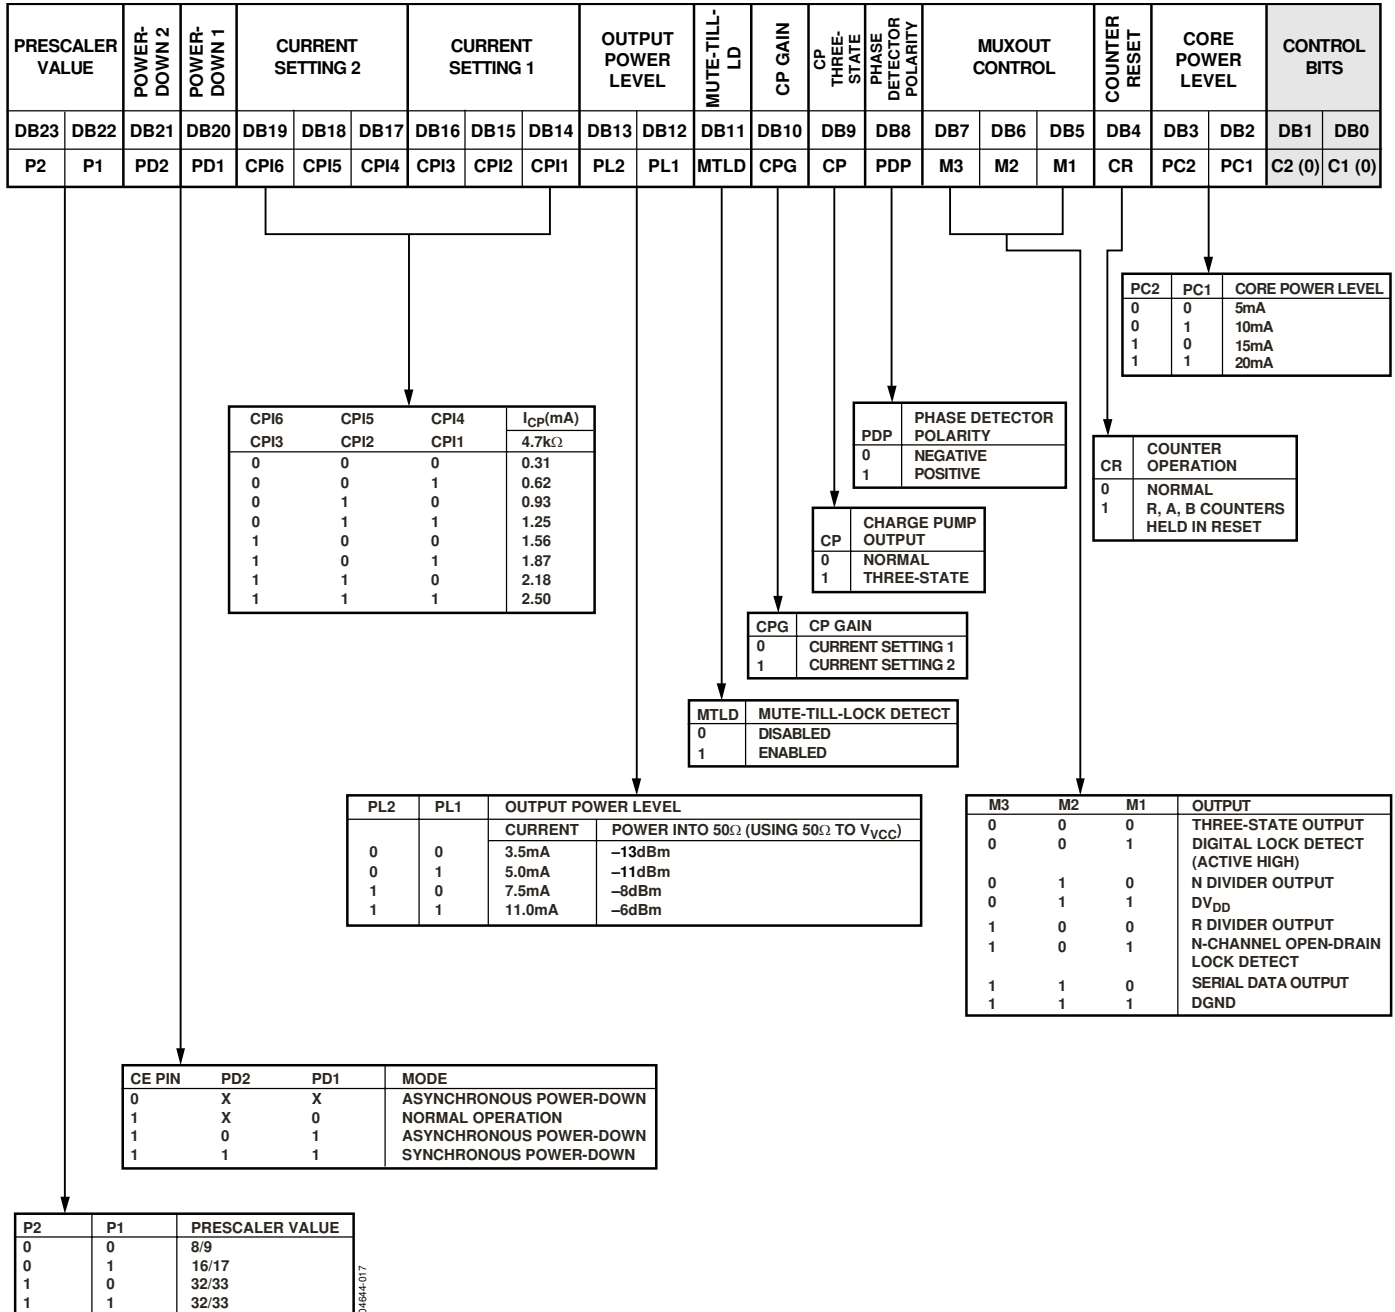 PRESCALER VALUE
POWER-DOWN 2
POWER-DOWN 1
CURRENT SETTING 2
CURRENT SETTING 1
OUTPUT POWER LEVEL
MUTE-TILL-LD
CP GAIN
CP THREE-STATE
PHASE DETECTOR POLARITY
MUXOUT CONTROL
COUNTER RESET
CORE POWER LEVEL
CONTROL BITS
DB23 DB22 DB21 DB20 DB19 DB18 DB17 DB16 DB15 DB14 DB13 DB12 DB11 DB10 DB9 DB8 DB7 DB6 DB5 DB4 DB3 DB2 DB1 DB0
P2 P1 PD2 PD1 CPI6 CPI5 CPI4 CPI3 CPI2 CPI1 PL2 PL1 MTLD CPG CP PDP M3 M2 M1 CR PC2 PC1 C2 (0) C1 (0)
PC2 PC1 CORE POWER LEVEL
0 0 5mA
0 1 10mA
1 0 15mA
1 1 20mA
CPI6 CPI5 CPI4 ICP(mA)
CPI3 CPI2 CPI1 4.7kΩ
0 0 0 0.31
0 0 1 0.62
0 1 0 0.93
0 1 1 1.25
1 0 0 1.56
1 0 1 1.87
1 1 0 2.18
1 1 1 2.50
PHASE DETECTOR
PDP POLARITY
0 NEGATIVE
1 POSITIVE
COUNTER
CR OPERATION
0 NORMAL
1 R, A, B COUNTERS
HELD IN RESET
CHARGE PUMP
CP OUTPUT
0 NORMAL
1 THREE-STATE
CPG CP GAIN
0 CURRENT SETTING 1
1 CURRENT SETTING 2
MTLD MUTE-TILL-LOCK DETECT
0 DISABLED
1 ENABLED
PL2 PL1 OUTPUT POWER LEVEL
CURRENT POWER INTO 50Ω (USING 50Ω TO VVCC)
0 0 3.5mA –13dBm
0 1 5.0mA –11dBm
1 0 7.5mA –8dBm
1 1 11.0mA –6dBm
M3 M2 M1 OUTPUT
0 0 0 THREE-STATE OUTPUT
0 0 1 DIGITAL LOCK DETECT
(ACTIVE HIGH)
0 1 0 N DIVIDER OUTPUT
0 1 1 DVDD
1 0 0 R DIVIDER OUTPUT
1 0 1 N-CHANNEL OPEN-DRAIN
LOCK DETECT
1 1 0 SERIAL DATA OUTPUT
1 1 1 DGND
CE PIN PD2 PD1 MODE
0 X X ASYNCHRONOUS POWER-DOWN
1 X 0 NORMAL OPERATION
1 0 1 ASYNCHRONOUS POWER-DOWN
1 1 1 SYNCHRONOUS POWER-DOWN
P2 P1 PRESCALER VALUE
0 0 8/9
0 1 16/17
1 0 32/33
1 1 32/33
04644-017